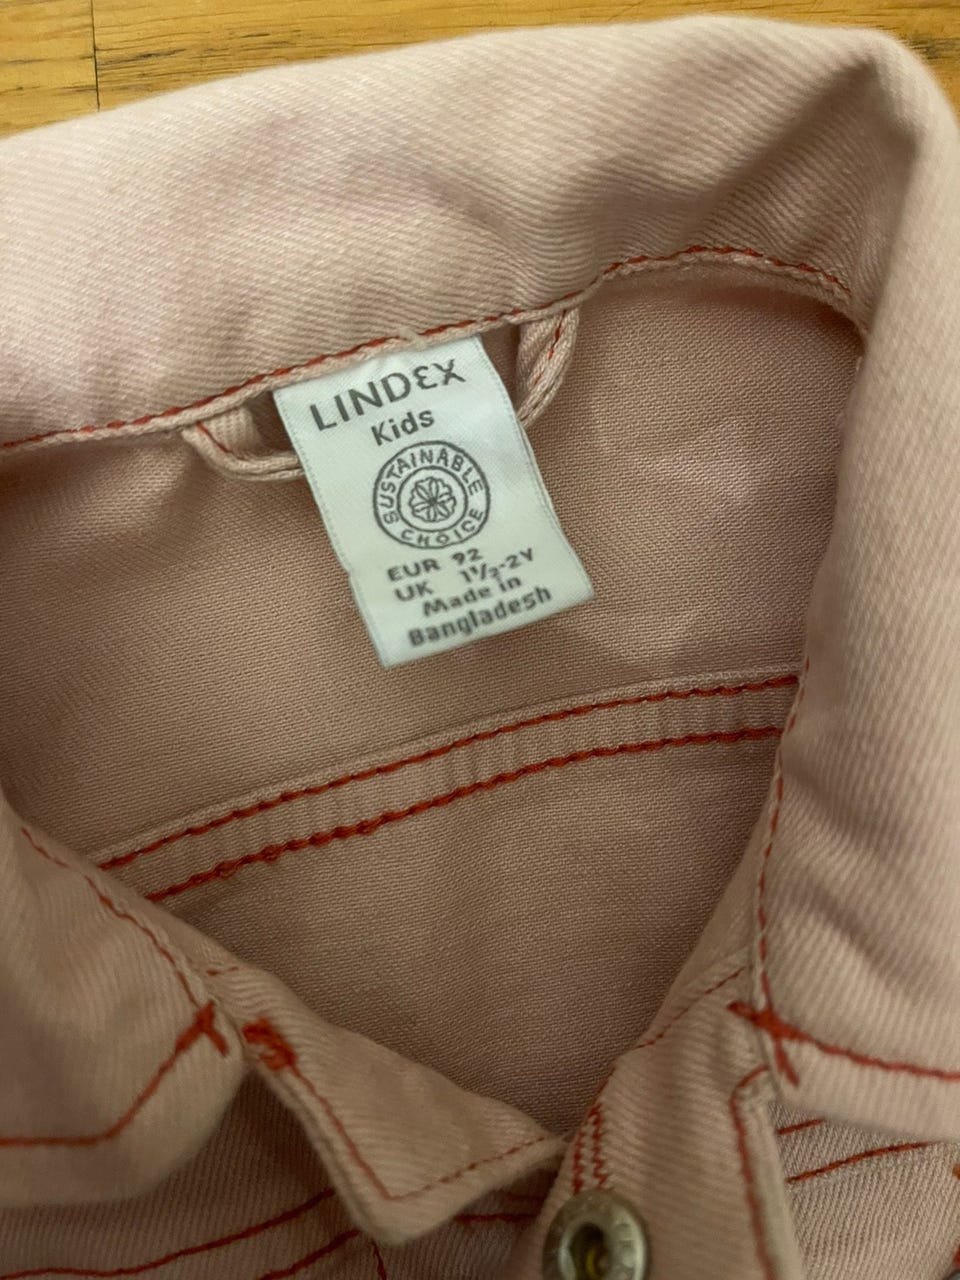 LINDEX
Kids
SUSTAINABLE
CHOICE
EUR 92
UK 1½-2Y
Made in
Bangladesh